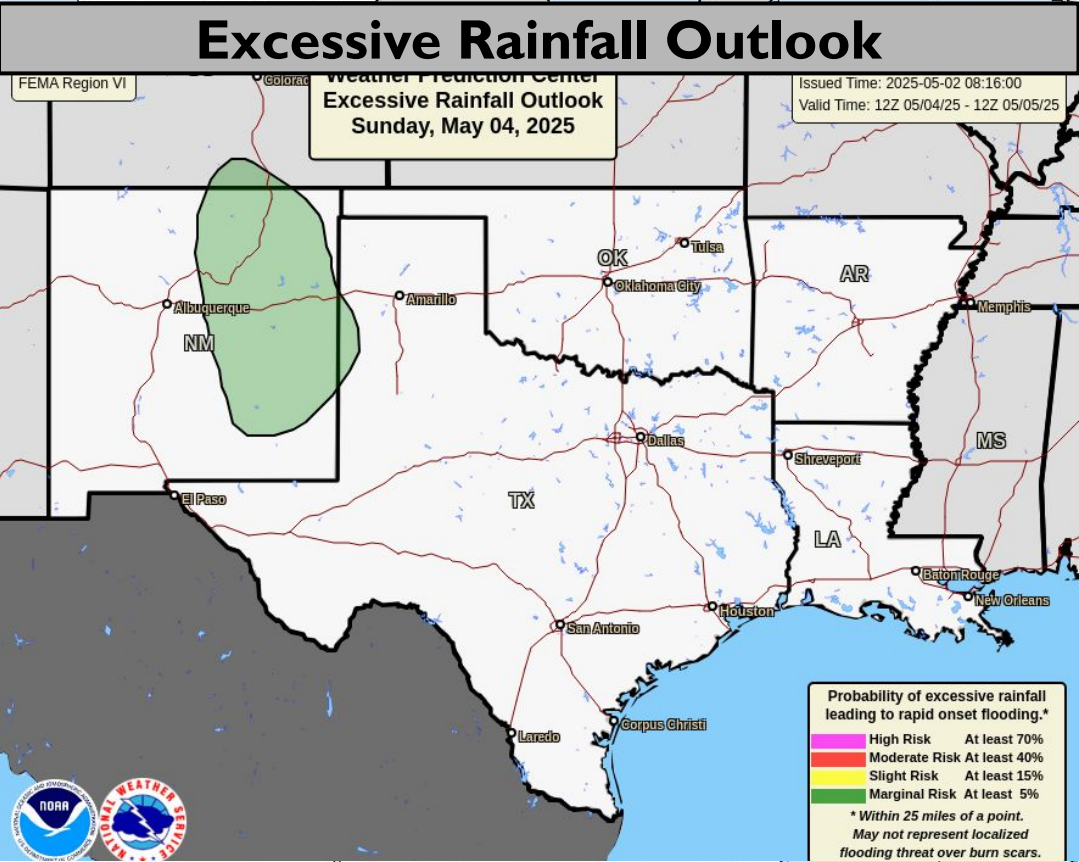 Excessive Rainfall Outlook
FEMA Region VI
Weather Prediction Center
Excessive Rainfall Outlook
Sunday, May 04, 2025
Issued Time: 2025-05-02 08:16:00
Valid Time: 12Z 05/04/25 - 12Z 05/05/25
Colorad
Tulsa
OK
Oklahoma City
AR
Amarillo
Albuquerque
Memphis
NM
Dallas
MS
Shreveport
El Paso
TX
LA
Baton Rouge
New Orleans
Houston
San Antonio
Corpus Christi
Laredo
Probability of excessive rainfall
leading to rapid onset flooding.*
High Risk At least 70%
Moderate Risk At least 40%
Slight Risk At least 15%
Marginal Risk At least 5%
* Within 25 miles of a point.
May not represent localized
flooding threat over burn scars.
NOAA
NATIONAL WEATHER SERVICE